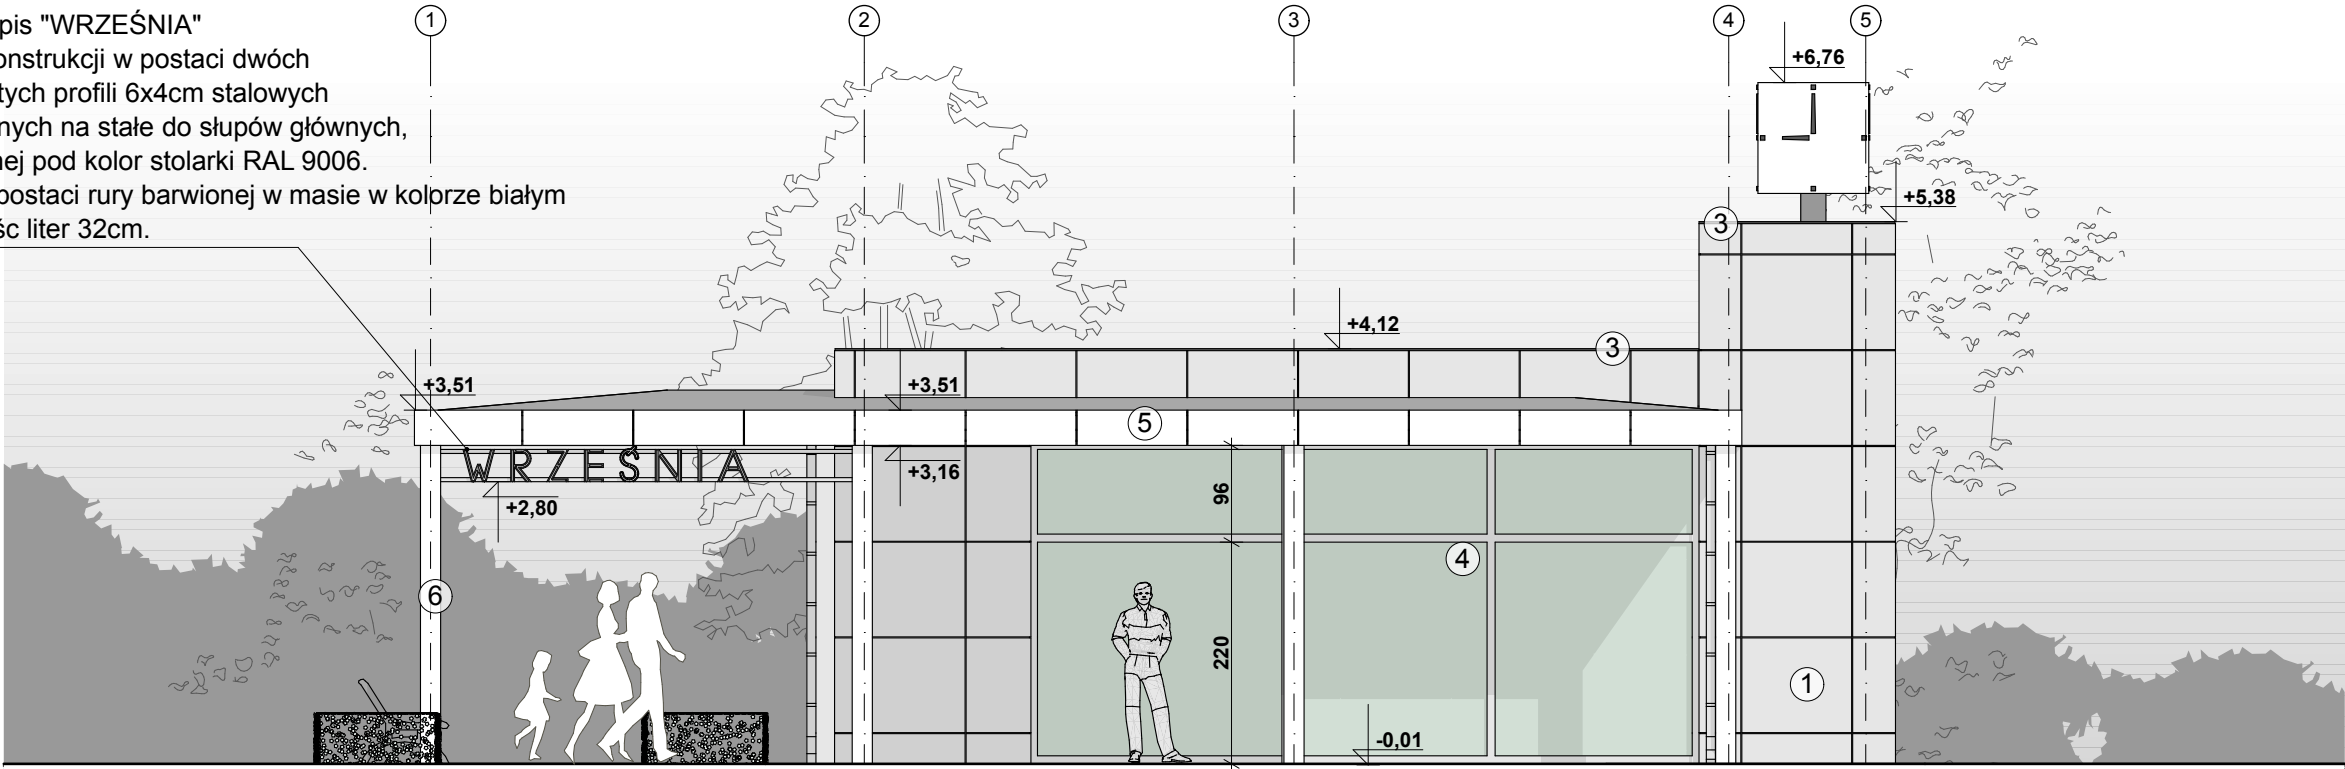 pis "WRZEŚNIA"
onstrukcji w postaci dwóch
tych profili 6x4cm stalowych
nych na stałe do słupów głównych,
nej pod kolor stolarki RAL 9006.
postaci rury barwionej w masie w kolorze białym
śc liter 32cm.
1
2
3
4
5
+6,76
+5,38
3
+4,12
3
+3,51
+3,51
5
WRZEŚNIA
+3,16
+2,80
96
4
6
220
1
-0,01